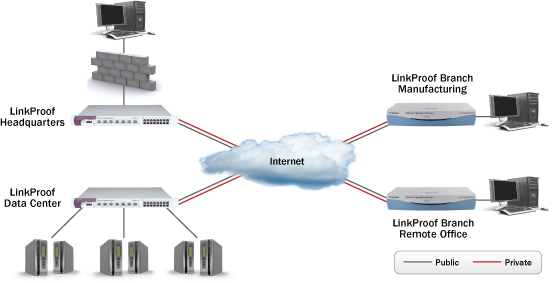 LinkProof
Headquarters
LinkProof Branch
Manufacturing
Internet
LinkProof
Data Center
LinkProof Branch
Remote Office
Public
Private